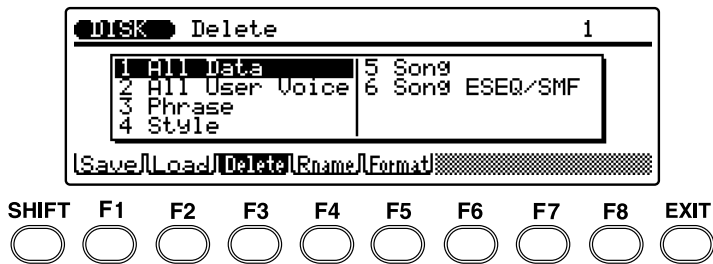 DISK Delete 1
1 All Data
2 All User Voice
3 Phrase
4 Style
5 Song
6 Song ESEQ/SMF
Save Load Delete Rname Format
SHIFT F1 F2 F3 F4 F5 F6 F7 F8 EXIT